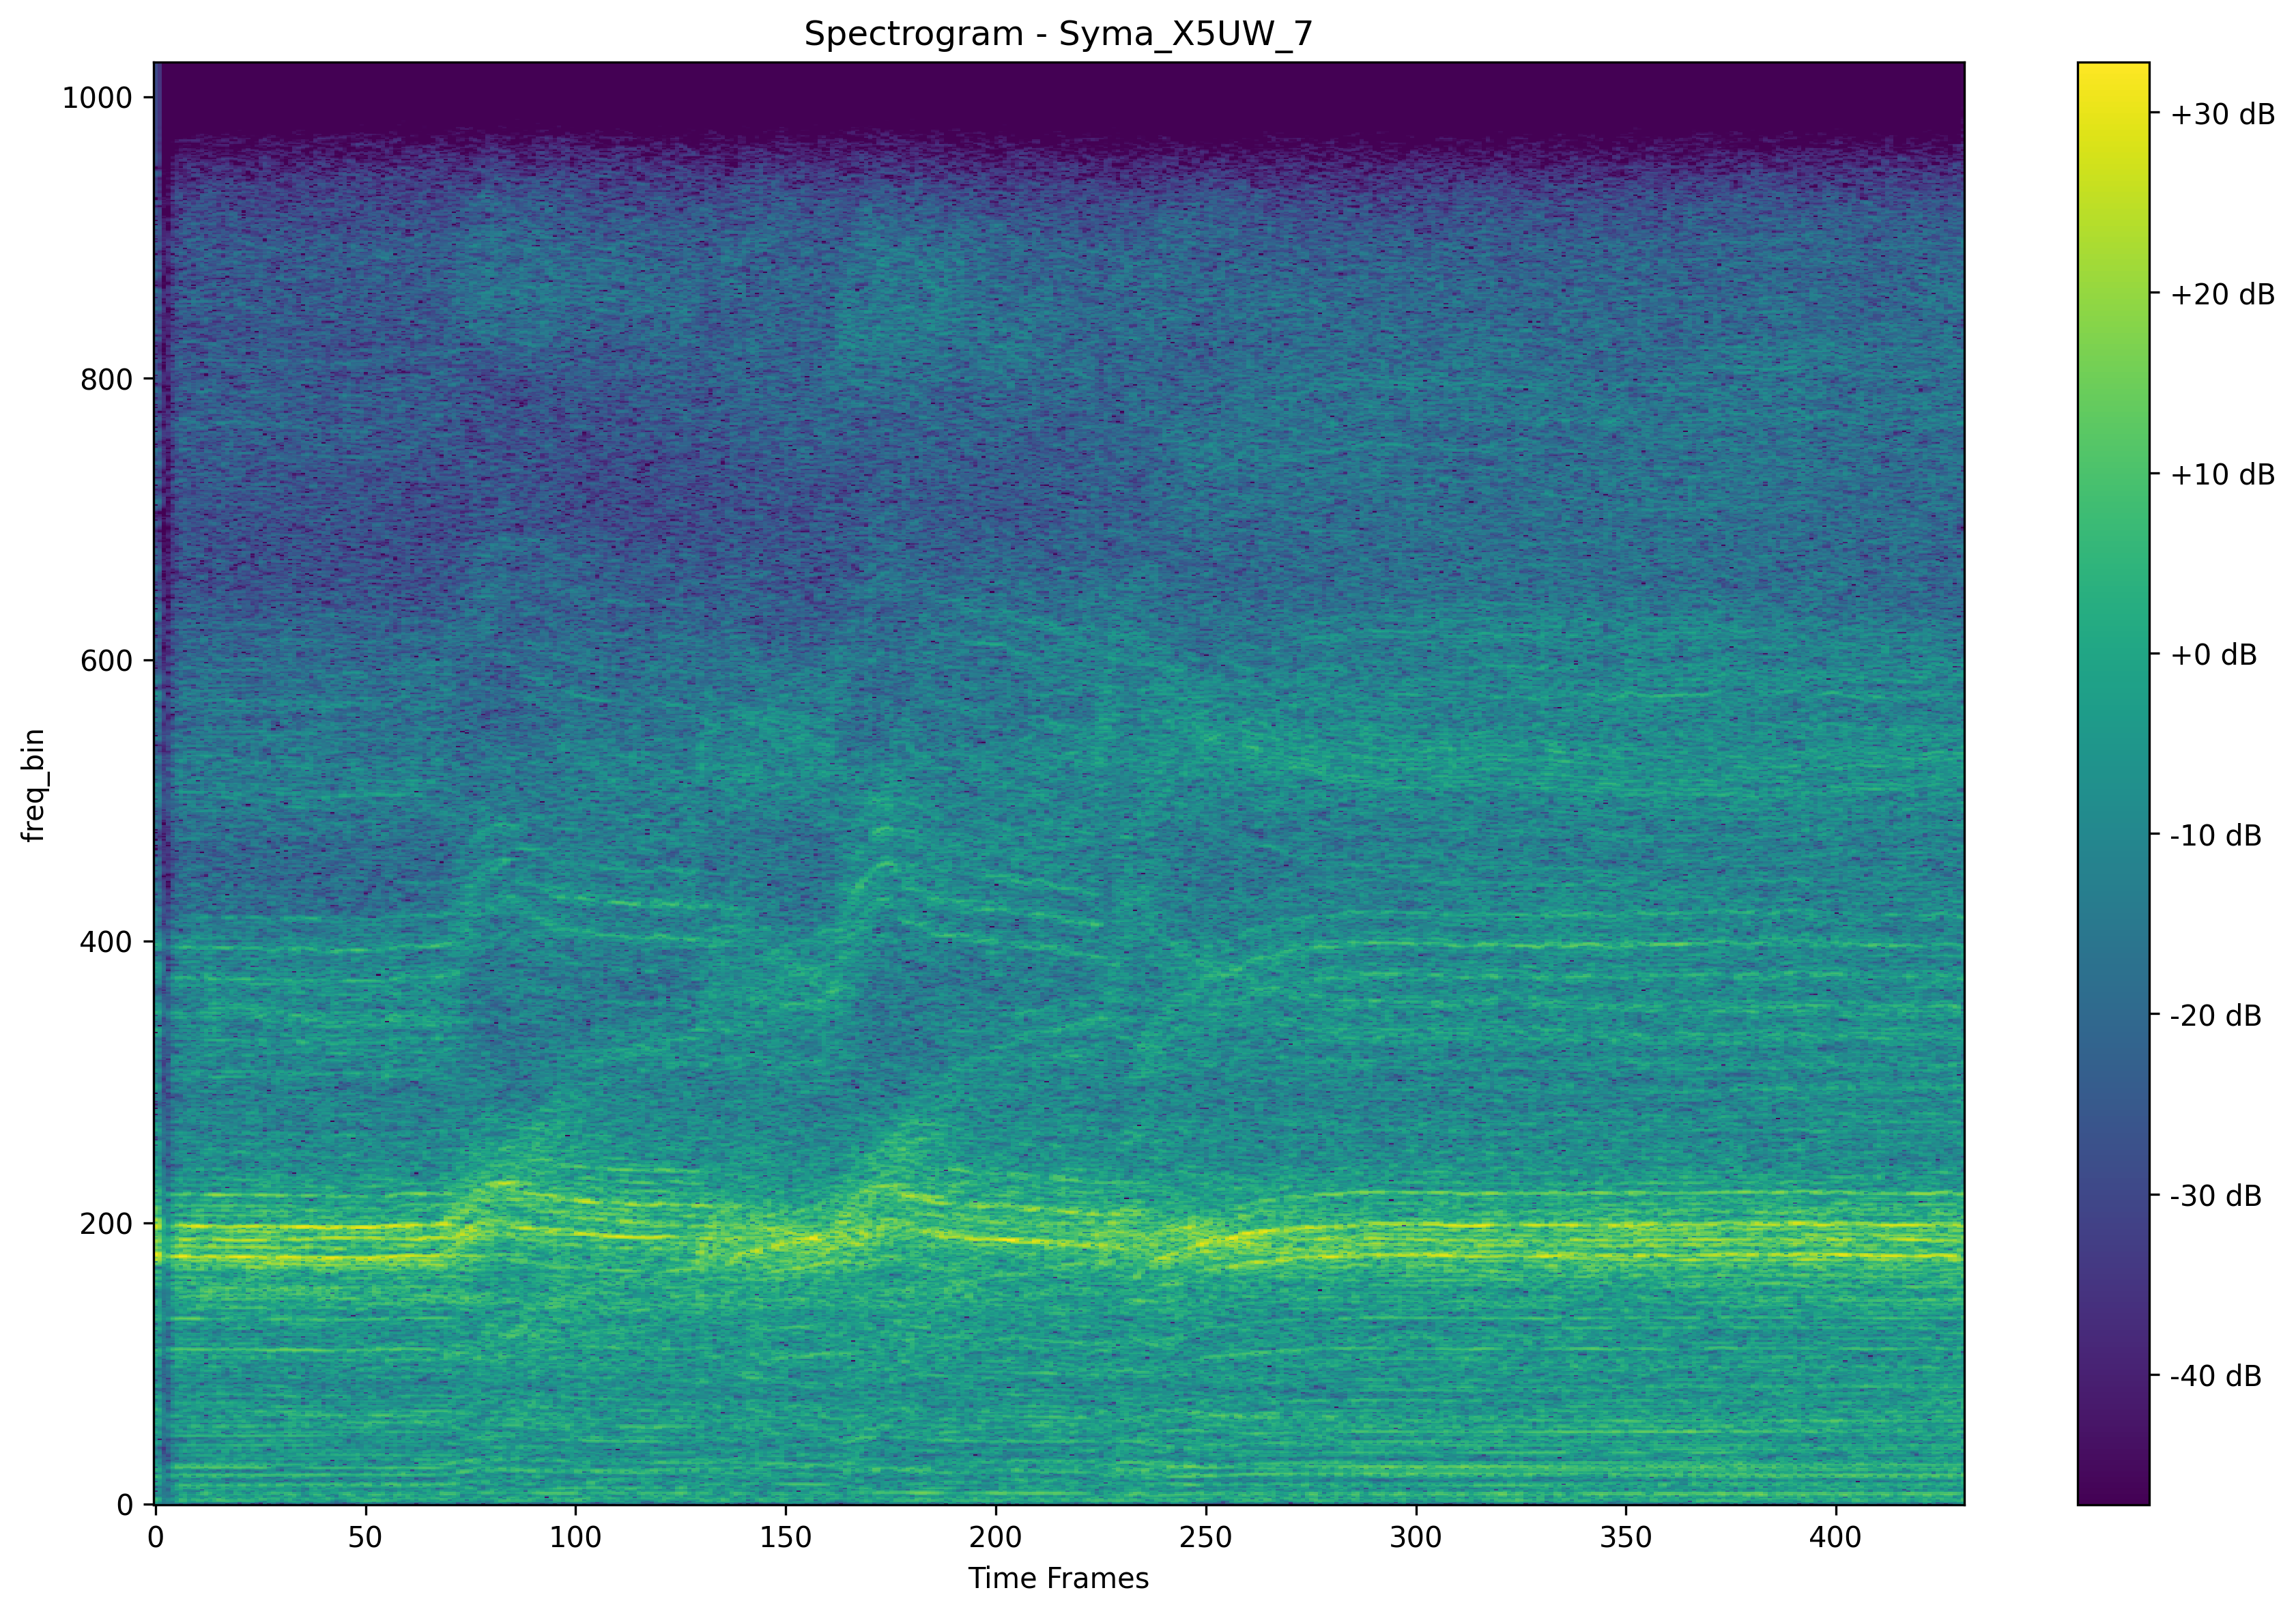 Spectrogram - Syma_X5UW_7
freq_bin
1000
800
600
400
200
0
0 50 100 150 200 250 300 350 400
Time Frames
+30 dB
+20 dB
+10 dB
+0 dB
-10 dB
-20 dB
-30 dB
-40 dB